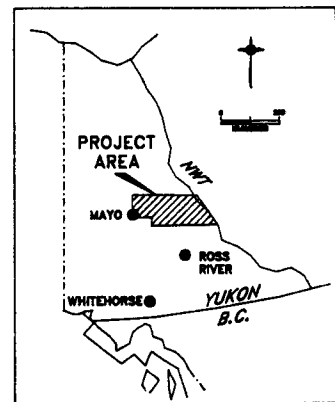 PROJECT
AREA
NWT
MAYO
ROSS
RIVER
WHITEHORSE
YUKON
B.C.